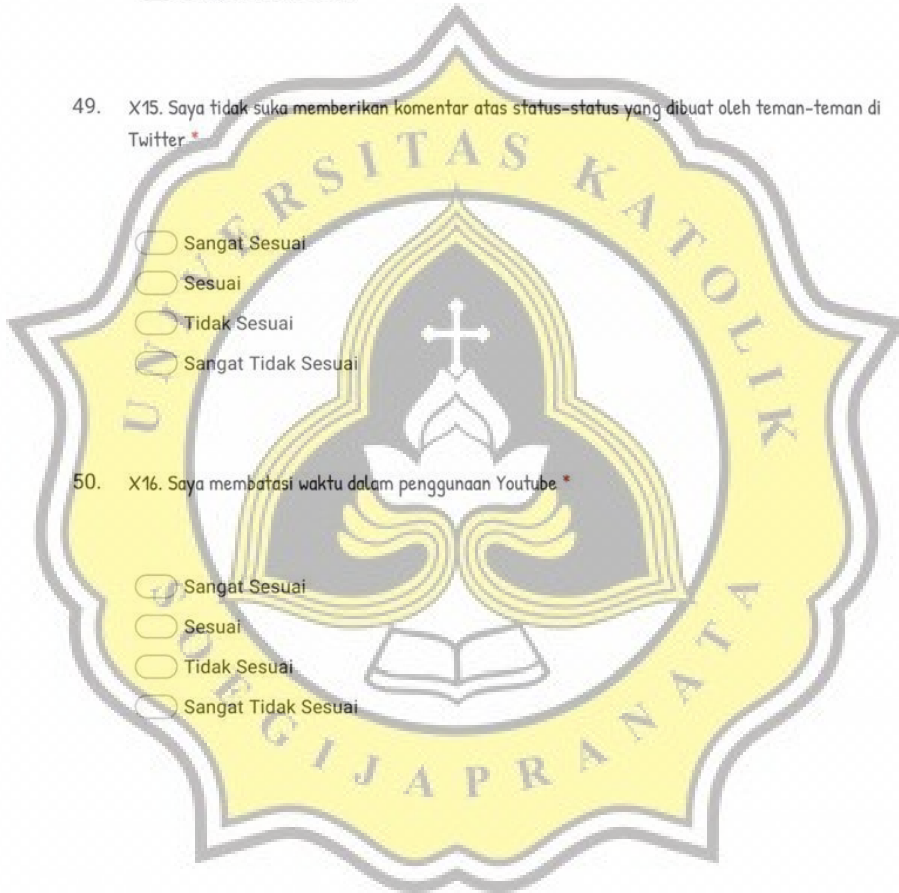 49. X15. Saya tidak suka memberikan komentar atas status-status yang dibuat oleh teman-teman di
Twitter *
Sangat Sesuai
Sesuai
Tidak Sesuai
Sangat Tidak Sesuai
50. X16. Saya membatasi waktu dalam penggunaan Youtube *
Sangat Sesuai
Sesuai
Tidak Sesuai
Sangat Tidak Sesuai
UNIVERSITAS KATOLIK
SOEGIJAPRANATA